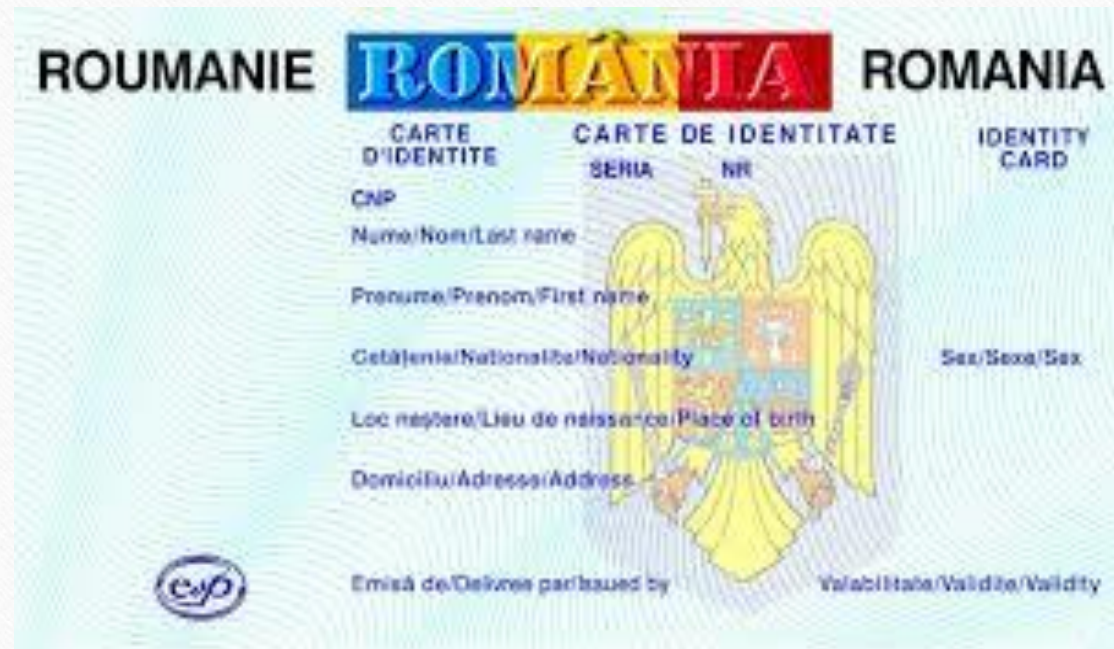 ROUMANIE ROMÂNIA ROMANIA
CARTE D'IDENTITE
CARTE DE IDENTITATE
IDENTITY CARD
SERIA NR
CNP
Nume/Nom/Last name
Prenume/Prenom/First name
Cetăţenie/Nationalite/Nationality Sex/Sexe/Sex
Loc naştere/Lieu de naissance/Place of birth
Domiciliu/Adresse/Address
Emisă de/Delivree par/Issued by Valabilitate/Validite/Validity